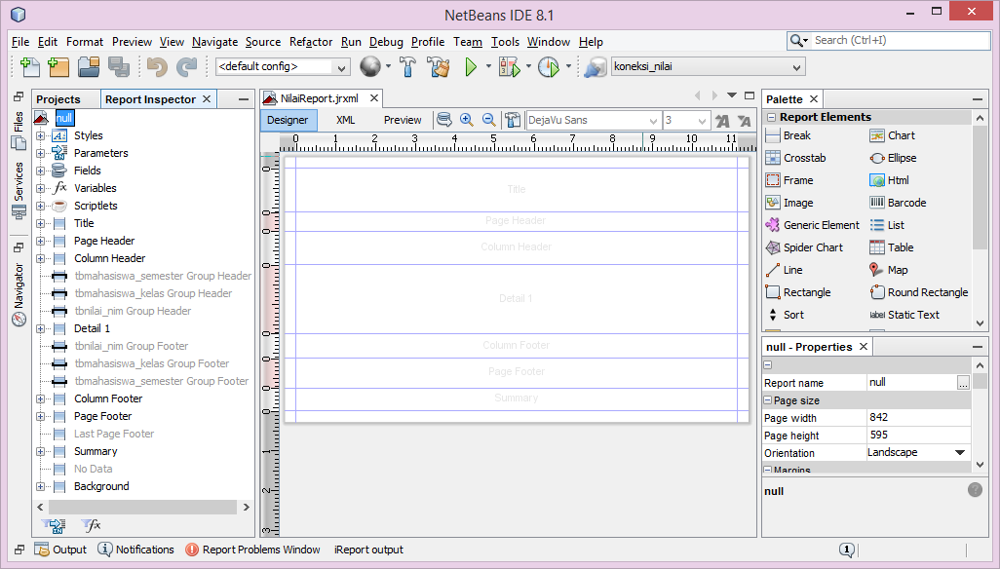 NetBeans IDE 8.1
File Edit Format Preview View Navigate Source Refactor Run Debug Profile Team Tools Window Help
Search (Ctrl+I)
<default config>
koneksi_nilai
Files
Services
Navigator
Projects
Report Inspector
null
Styles
Parameters
Fields
Variables
Scriptlets
Title
Page Header
Column Header
tbmahasiswa_semester Group Header
tbmahasiswa_kelas Group Header
tbnilai_nim Group Header
Detail 1
tbnilai_nim Group Footer
tbmahasiswa_kelas Group Footer
tbmahasiswa_semester Group Footer
Column Footer
Page Footer
Last Page Footer
Summary
No Data
Background
NilaiReport.jrxml
Designer XML Preview
DejaVu Sans 3
0 1 2 3 4 5 6 7 8 9 10 11
0
0
0
0
0
0
0
0
1
2
3
Title
Page Header
Column Header
Detail 1
Column Footer
Page Footer
Summary
Palette
Report Elements
Break Chart
Crosstab Ellipse
Frame Html
Image Barcode
Generic Element List
Spider Chart Table
Line Map
Rectangle Round Rectangle
Sort label Static Text
null - Properties
Report name null ...
Page size
Page width 842
Page height 595
Orientation Landscape
Margins
null
?
Output Notifications Report Problems Window iReport output
1